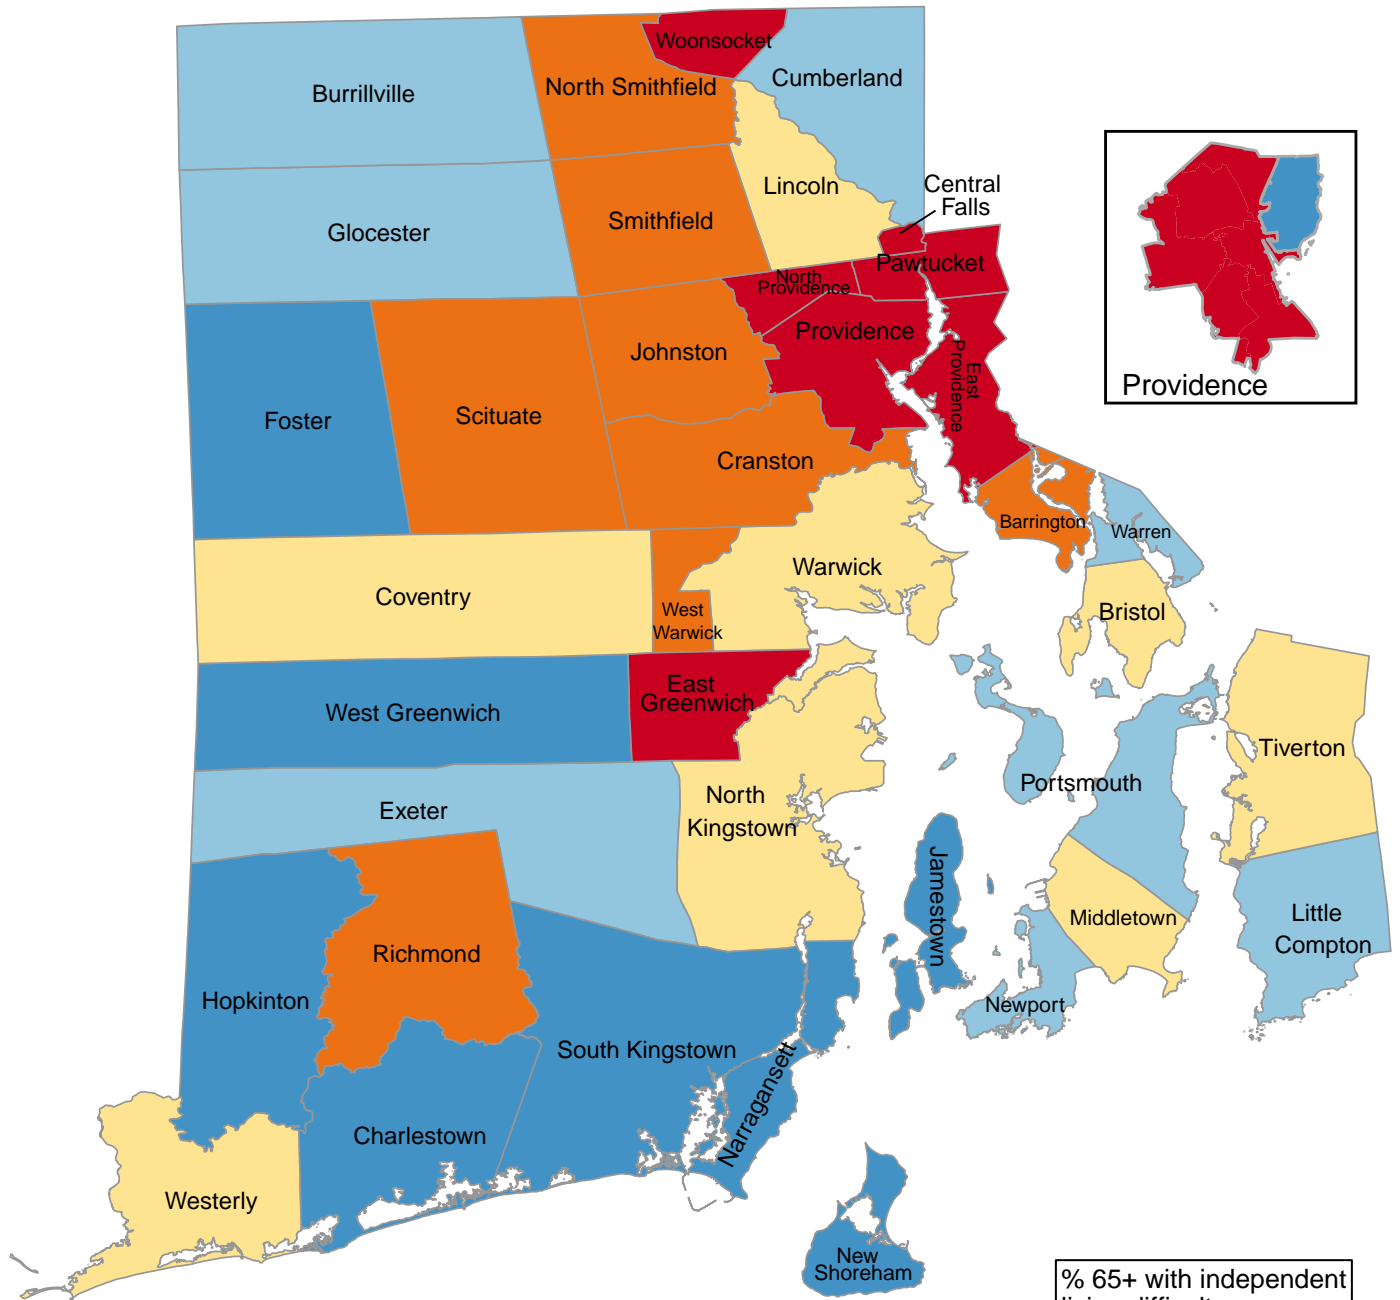 Woonsocket
Cumberland
North Smithfield
Burrillville
Lincoln
Central
Falls
Smithfield
Glocester
Pawtucket
North
Providence
Providence
Johnston
East
Providence
Providence
Foster
Scituate
Cranston
Barrington
Warren
Warwick
Coventry
West
Warwick
Bristol
East
Greenwich
West Greenwich
Tiverton
Portsmouth
Exeter
North
Kingstown
Jamestown
Middletown
Little
Compton
Richmond
Hopkinton
Newport
South Kingstown
Narragansett
Charlestown
Westerly
New
Shoreham
% 65+ with independent